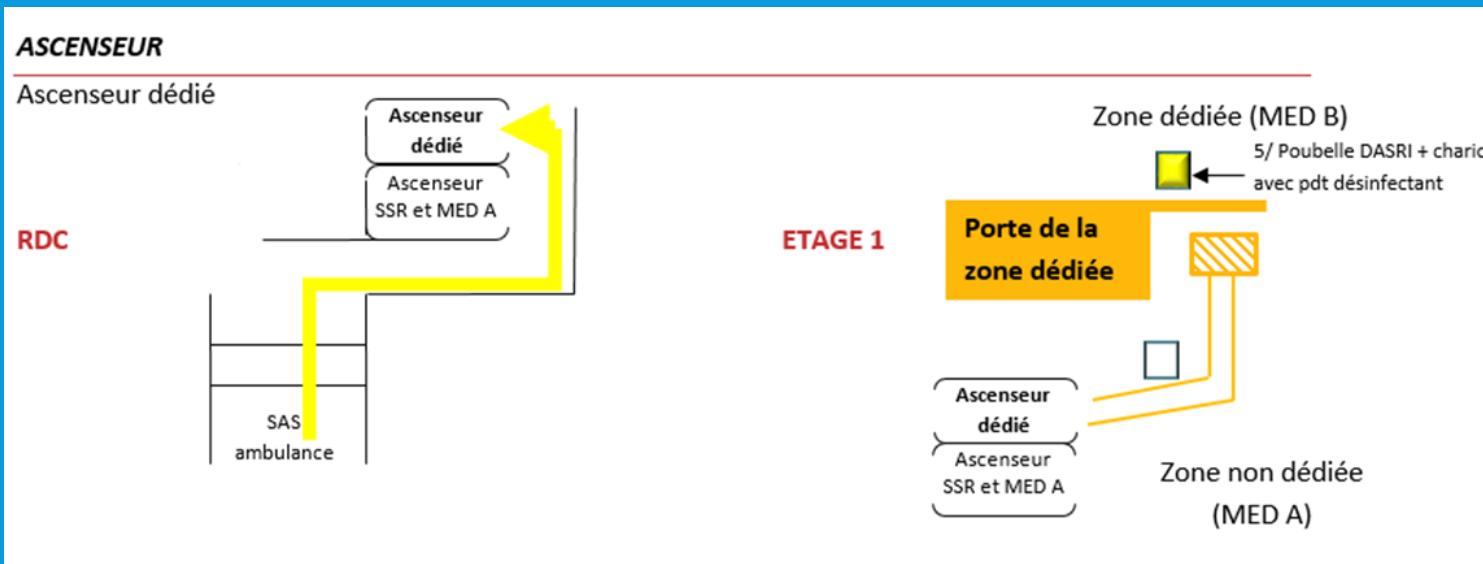 ASCENSEUR
Ascenseur dédié
Ascenseur
dédié
Ascenseur
SSR et MED A
RDC
SAS
ambulance
Zone dédiée (MED B)
5/ Poubelle DASRI + chario
avec pdt désinfectant
ETAGE 1
Porte de la
zone dédiée
Ascenseur
dédié
Ascenseur
SSR et MED A
Zone non dédiée
(MED A)